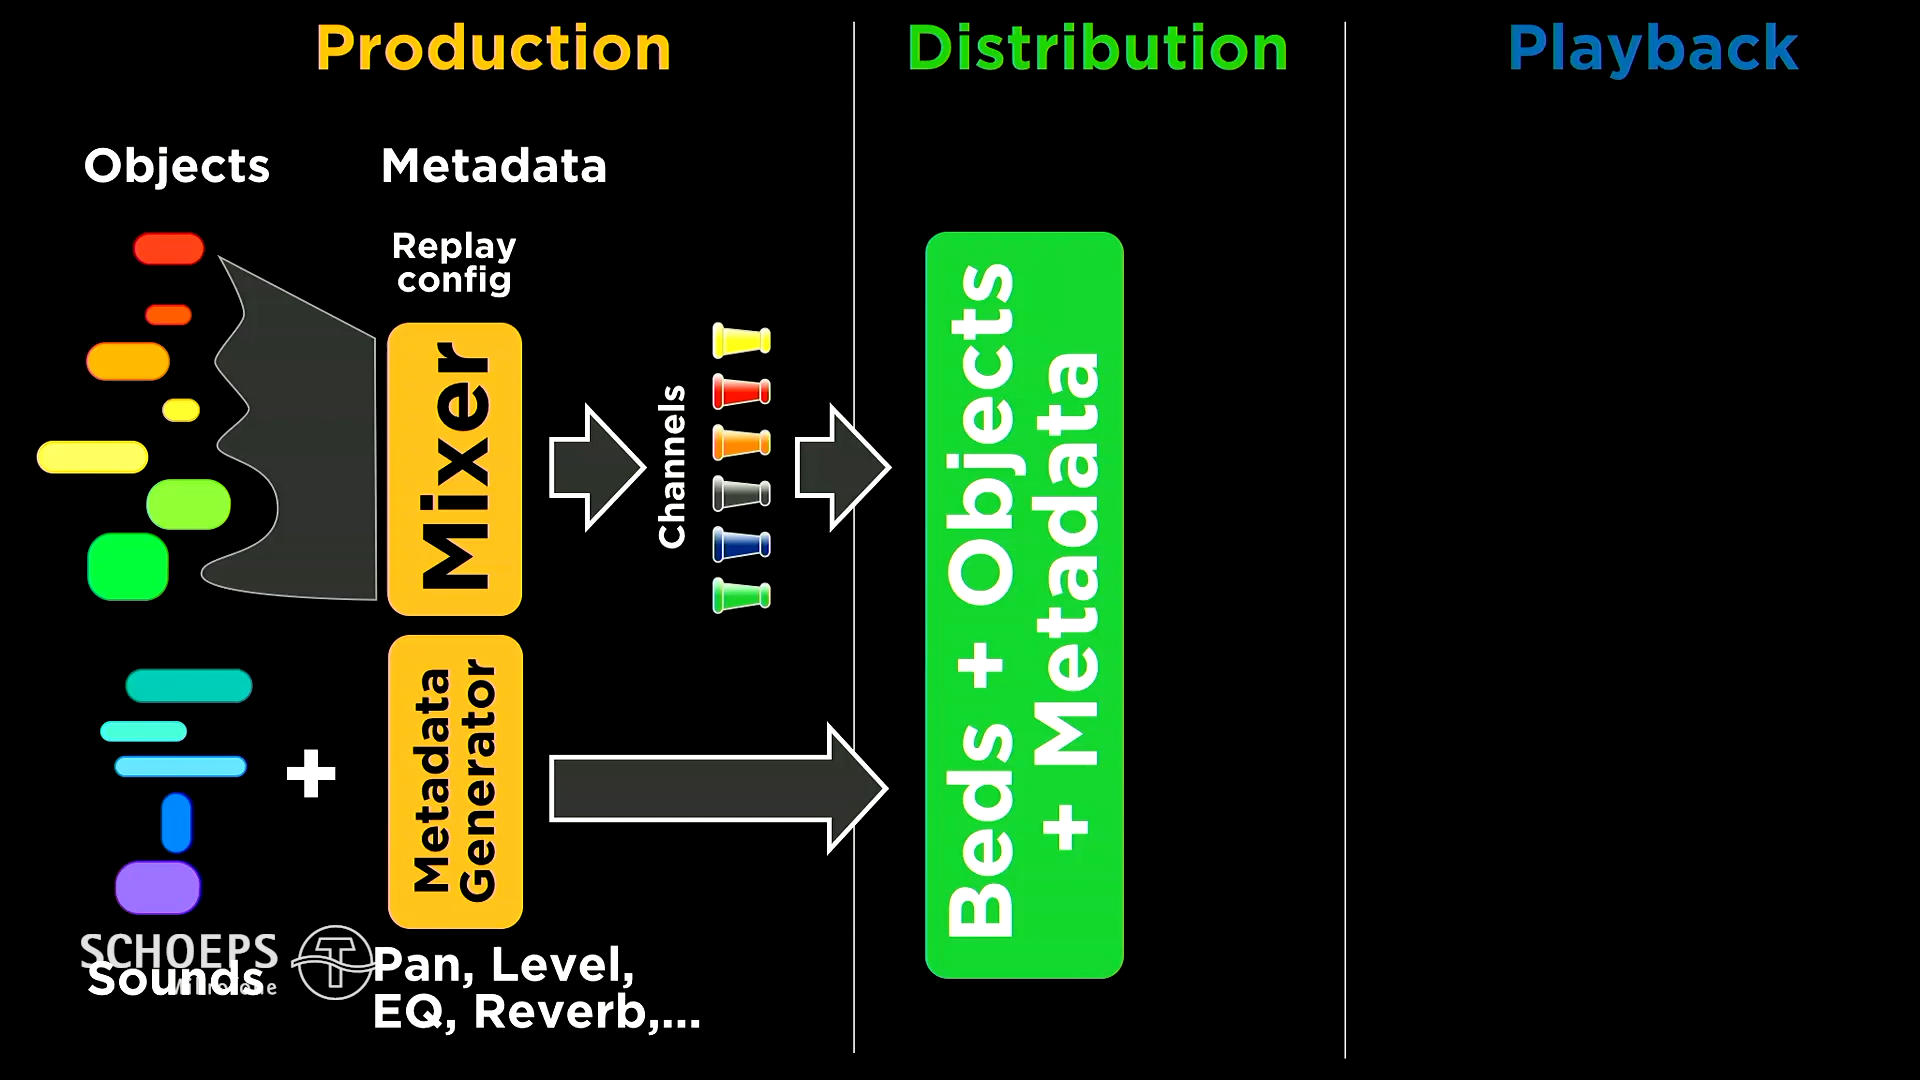 Production
Distribution
Playback
Objects
Metadata
Replay
config
Mixer
Channels
Metadata
Generator
Beds + Objects
+ Metadata
SCHOEPS
Sounds
Pan, Level,
EQ, Reverb,...